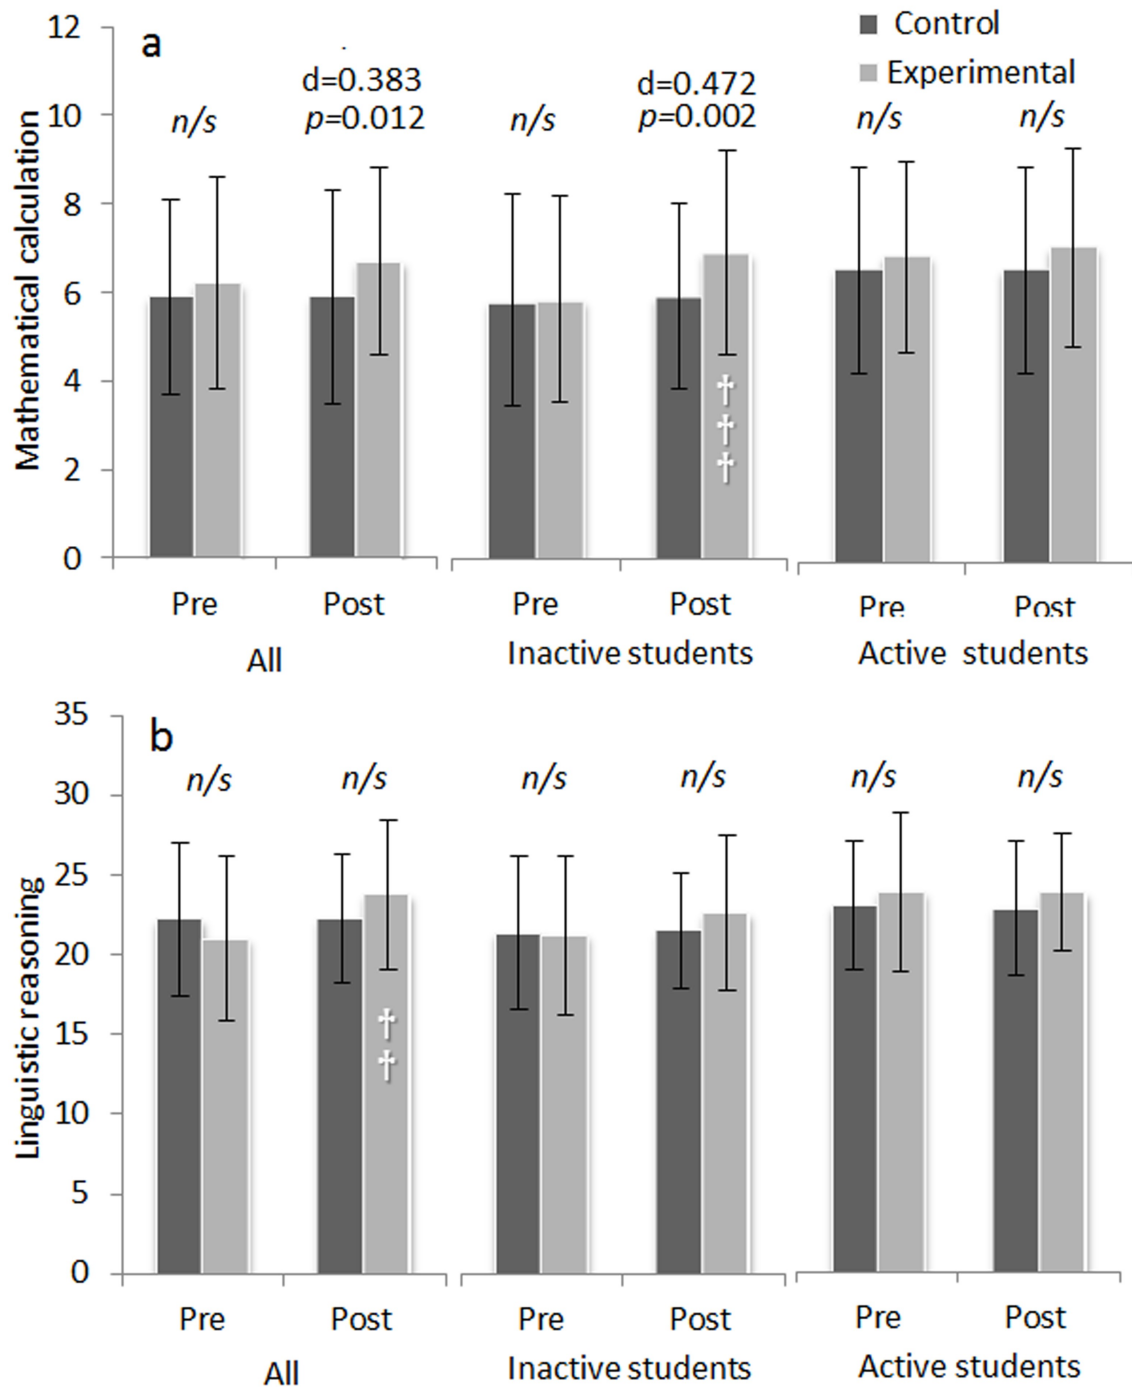 12
10
8
6
4
2
0
Mathematical calculation
a
Control
Experimental
n/s
d=0.383
p=0.012
n/s
d=0.472
p=0.002
n/s
n/s
†
†
†
Pre
Post
Pre
Post
Pre
Post
All
Inactive students
Active students
35
30
25
20
15
10
5
0
Linguistic reasoning
b
n/s
n/s
n/s
n/s
n/s
n/s
†
†
Pre
Post
Pre
Post
Pre
Post
All
Inactive students
Active students